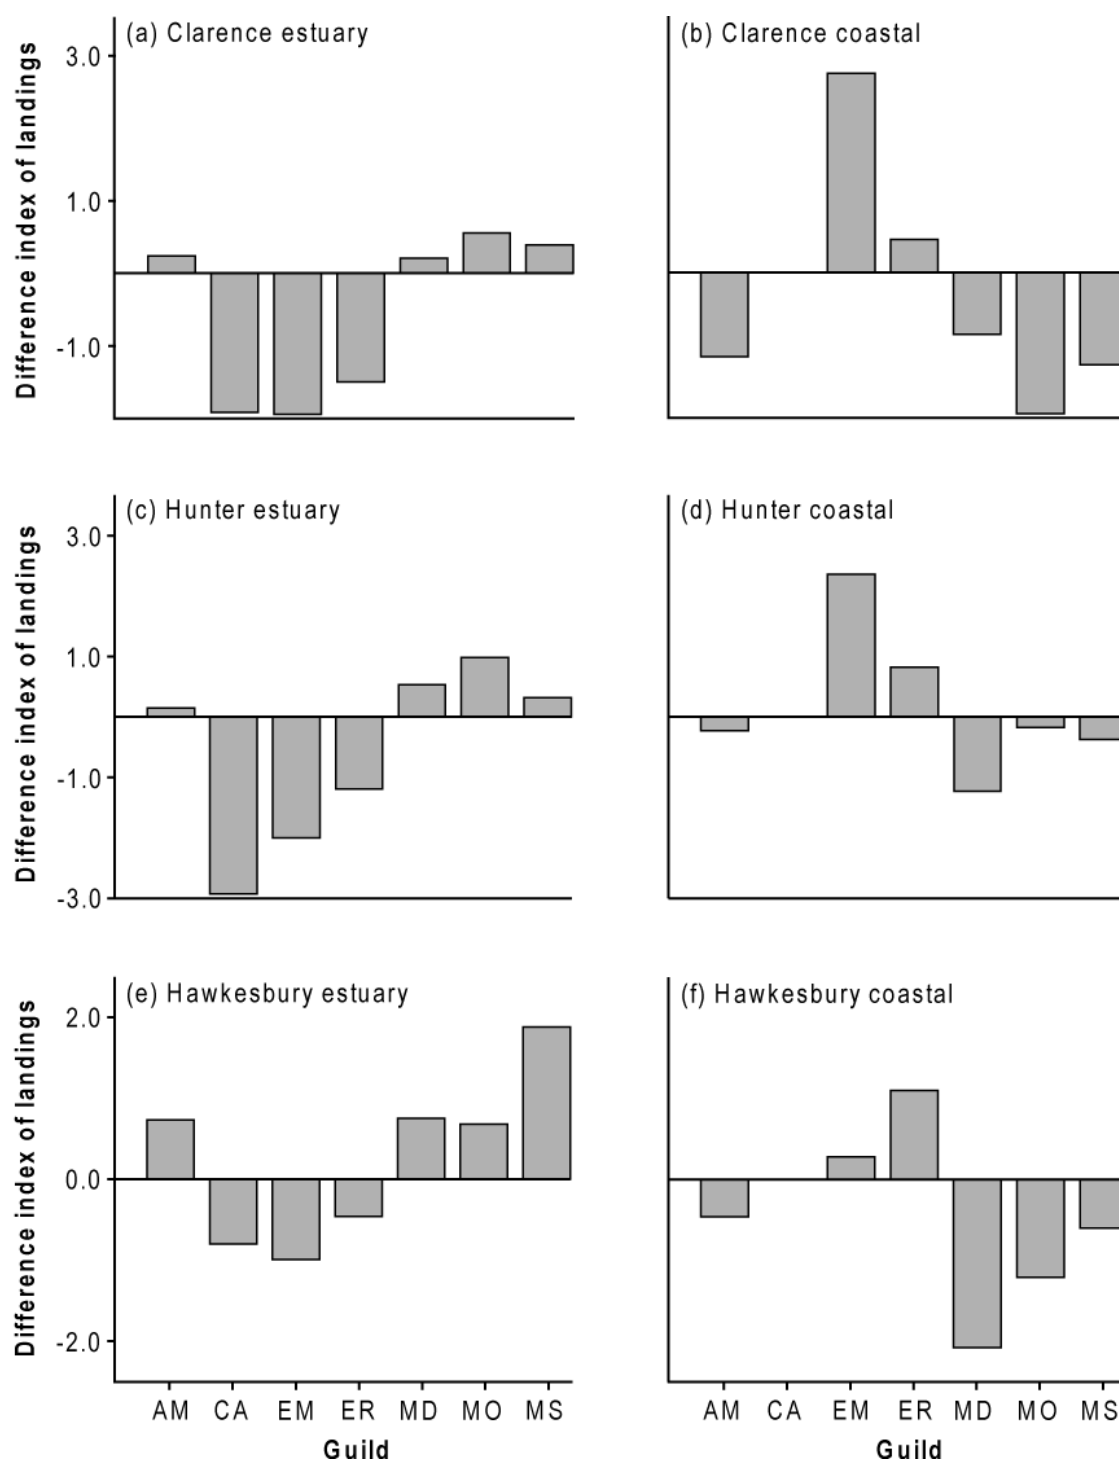 (a) Clarence estuary
(b) Clarence coastal
Difference index of landings
3.0
1.0
-1.0
(c) Hunter estuary
(d) Hunter coastal
Difference index of landings
3.0
1.0
-1.0
-3.0
(e) Hawkesbury estuary
(f) Hawkesbury coastal
Difference index of landings
2.0
0.0
-2.0
AM CA EM ER MD MO MS
AM CA EM ER MD MO MS
Guild
Guild